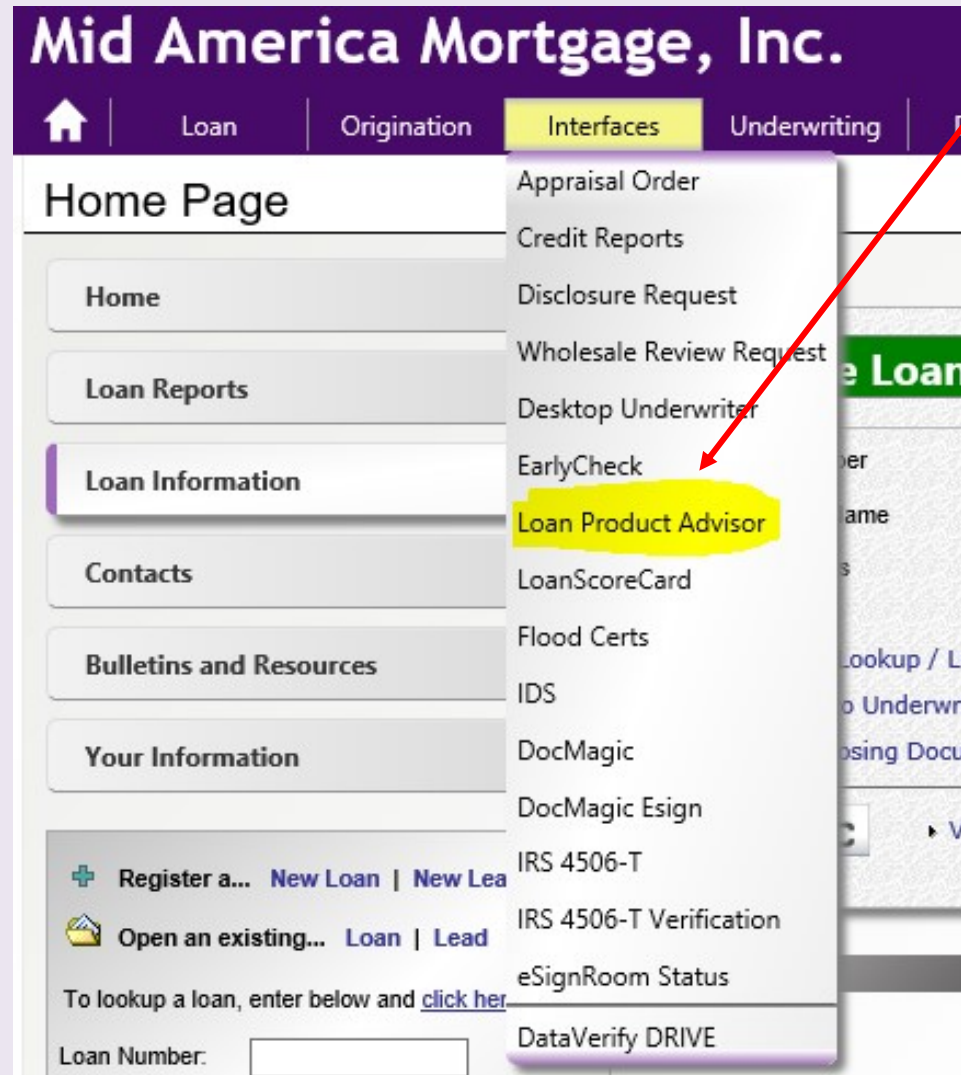 Mid America Mortgage, Inc.
Loan Origination Interfaces Underwriting
Home Page
Home
Loan Reports
Loan Information
Contacts
Bulletins and Resources
Your Information
Appraisal Order
Credit Reports
Disclosure Request
Wholesale Review Request
Desktop Underwriter
EarlyCheck
Loan Product Advisor
LoanScoreCard
Flood Certs
IDS
DocMagic
DocMagic Esign
IRS 4506-T
IRS 4506-T Verification
eSignRoom Status
DataVerify DRIVE
Loan
Register a... New Loan | New Lea
Open an existing... Loan | Lead
To lookup a loan, enter below and click her
Loan Number:
ber
ame
s
Lookup / L
o Underwr
osing Docu
V